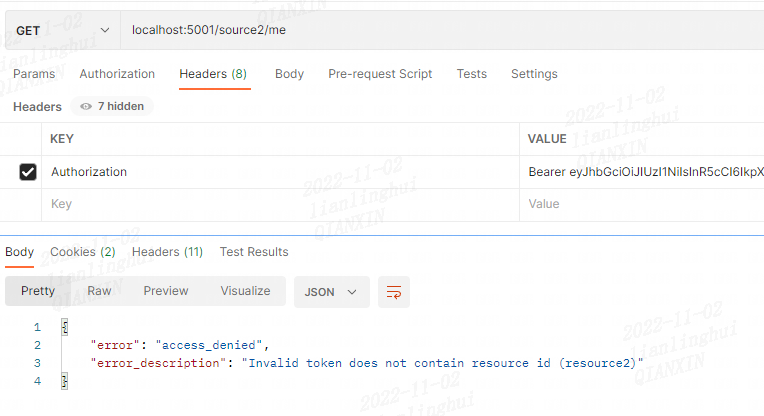 GET localhost:5001/source2/me
Params Authorization Headers (8) Body Pre-request Script Tests Settings
Headers 7 hidden
KEY VALUE
Authorization Bearer eyJhbGciOiJIUzI1NiIsInR5cCI6IkpX
Key Value
Body Cookies (2) Headers (11) Test Results
Pretty Raw Preview Visualize JSON
1 {
2 "error": "access_denied",
3 "error_description": "Invalid token does not contain resource id (resource2)"
4 }
2022-11-02
lianlinghui
QIANXIN